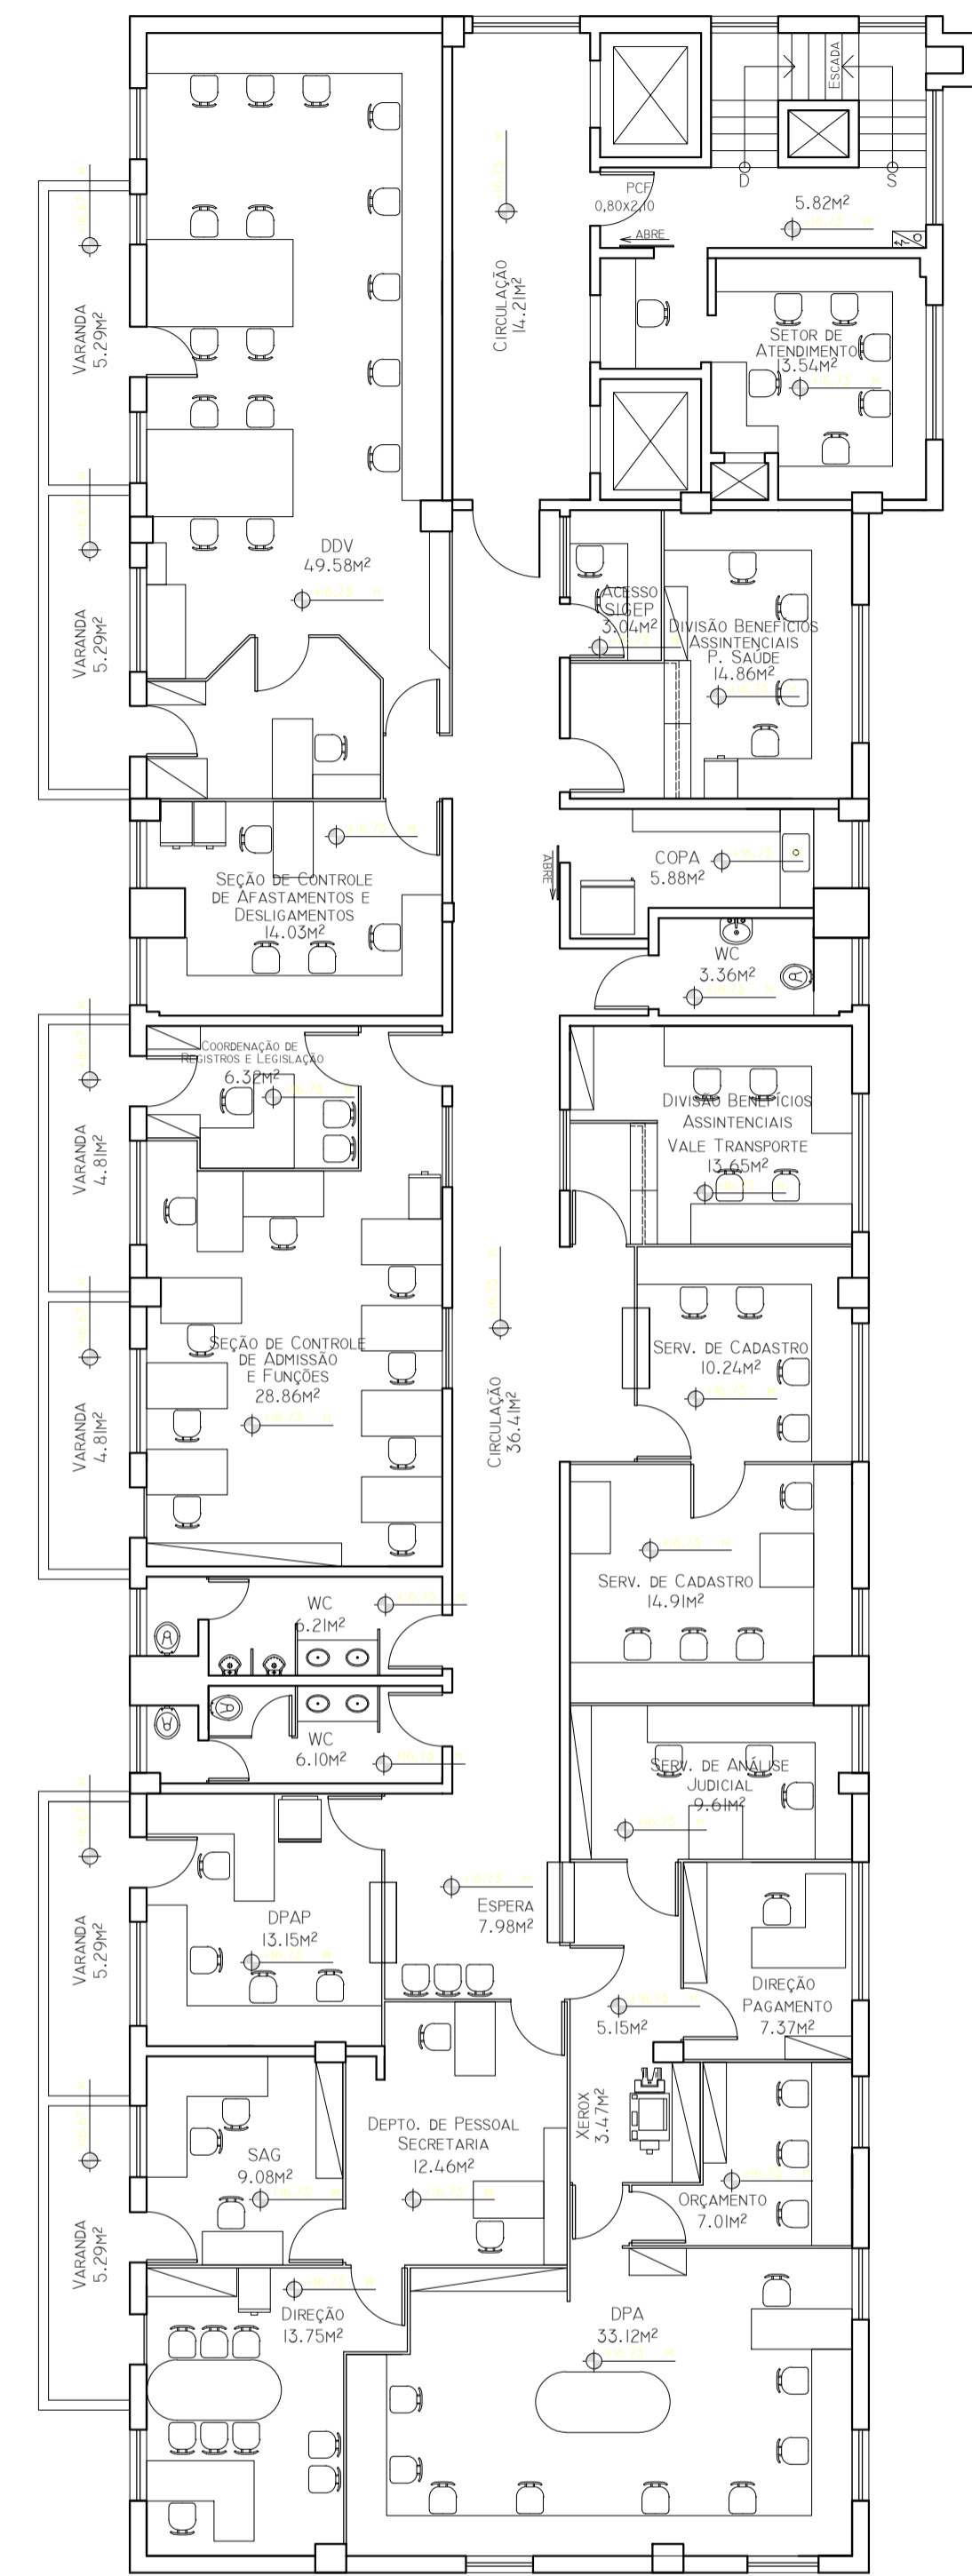 ESCADA
D
S
PCF
0,80x2,10
ABRE
5.82M²
CIRCULAÇÃO
14.21M²
VARANDA
5.29M²
SETOR DE
ATENDIMENTO
13.54M²
DDV
49.58M²
VARANDA
5.29M²
ACESSO
SIGEP
3.04M²
DIVISÃO BENEFÍCIOS
ASSINTENCIAIS
P. SAÚDE
14.86M²
SEÇÃO DE CONTROLE
DE AFASTAMENTOS E
DESLIGAMENTOS
14.03M²
ABRE
COPA
5.88M²
WC
3.36M²
COORDENAÇÃO DE
REGISTROS E LEGISLAÇÃO
6.32M²
VARANDA
4.81M²
DIVISÃO BENEFÍCIOS
ASSINTENCIAIS
VALE TRANSPORTE
13.65M²
SEÇÃO DE CONTROLE
DE ADMISSÃO
E FUNÇÕES
28.86M²
SERV. DE CADASTRO
10.24M²
CIRCULAÇÃO
36.41M²
VARANDA
4.81M²
SERV. DE CADASTRO
14.91M²
WC
6.21M²
WC
6.10M²
SERV. DE ANÁLISE
JUDICIAL
9.61M²
DPAP
13.15M²
ESPERA
7.98M²
VARANDA
5.29M²
DIREÇÃO
PAGAMENTO
7.37M²
5.15M²
XEROX
3.47M²
DEPTO. DE PESSOAL
SECRETARIA
12.46M²
SAG
9.08M²
ORÇAMENTO
7.01M²
VARANDA
5.29M²
DIREÇÃO
13.75M²
DPA
33.12M²